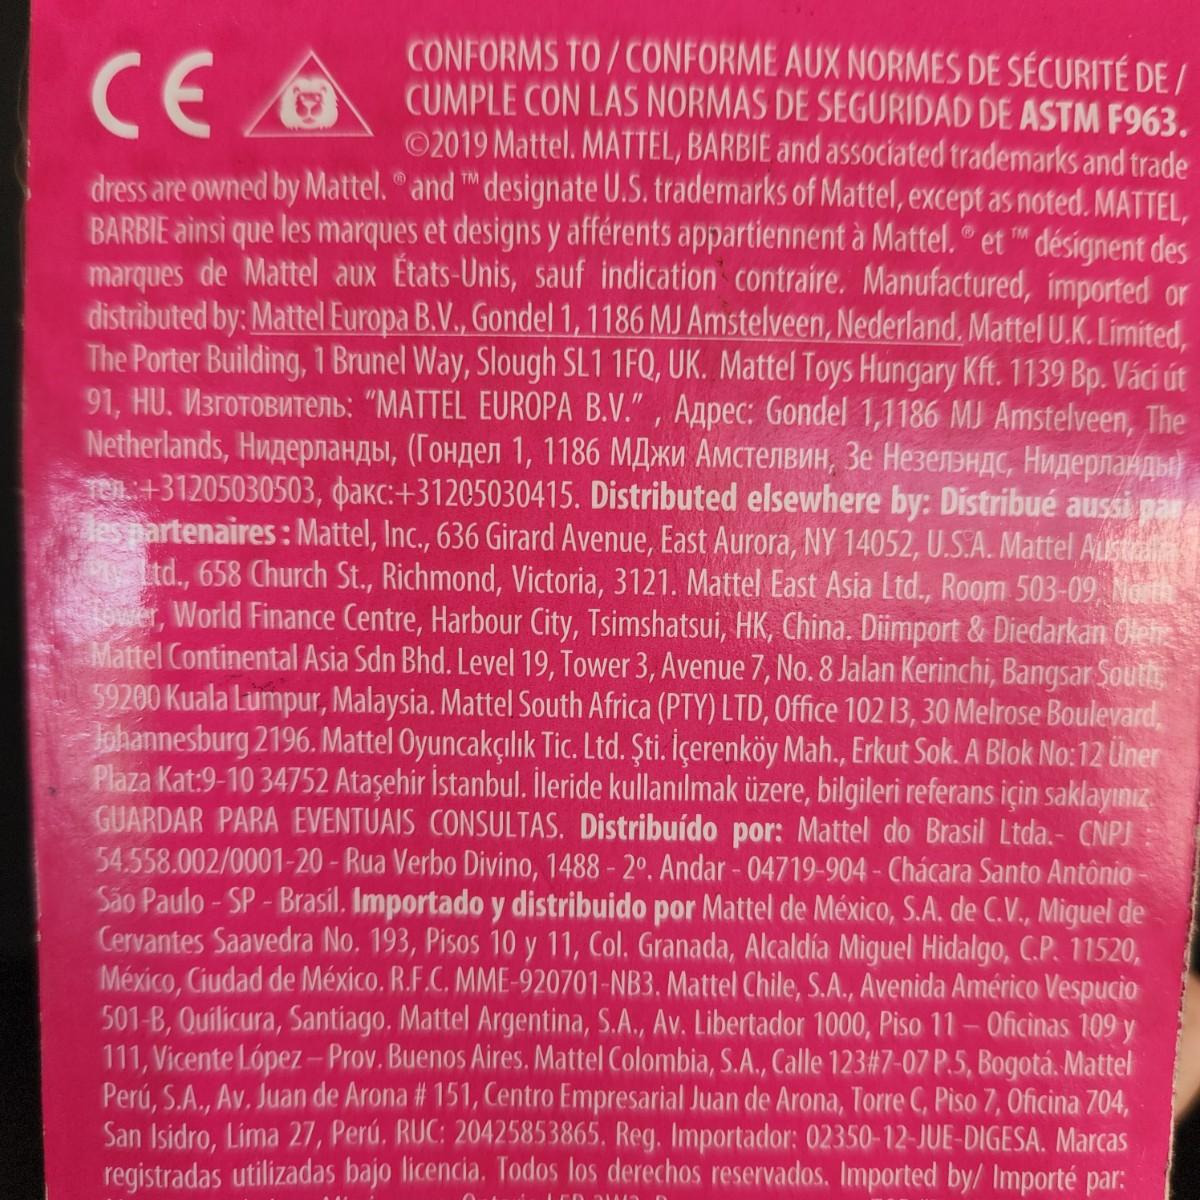 CE
CONFORMS TO / CONFORME AUX NORMES DE SÉCURITÉ DE /
CUMPLE CON LAS NORMAS DE SEGURIDAD DE ASTM F963.
©2019 Mattel. MATTEL, BARBIE and associated trademarks and trade
dress are owned by Mattel. ® and ™ designate U.S. trademarks of Mattel, except as noted. MATTEL,
BARBIE ainsi que les marques et designs y afférents appartiennent à Mattel. ® et ™ désignent des
marques de Mattel aux États-Unis, sauf indication contraire. Manufactured, imported or
distributed by: Mattel Europa B.V., Gondel 1, 1186 MJ Amstelveen, Nederland. Mattel U.K. Limited,
The Porter Building, 1 Brunel Way, Slough SL1 1FQ, UK. Mattel Toys Hungary Kft. 1139 Bp. Váci út
91, HU. Изготовитель: “MATTEL EUROPA B.V.” , Адрес: Gondel 1,1186 MJ Amstelveen, The
Netherlands, Нидерланды, (Гондел 1, 1186 МДжи Амстелвин, Зе Незелэндс, Нидерланды)
тел.:+31205030503, факс:+31205030415. Distributed elsewhere by: Distribué aussi par
les partenaires : Mattel, Inc., 636 Girard Avenue, East Aurora, NY 14052, U.S.A. Mattel Australia
Ltd., 658 Church St., Richmond, Victoria, 3121. Mattel East Asia Ltd., Room 503-09, North
Tower, World Finance Centre, Harbour City, Tsimshatsui, HK, China. Diimport & Diedarkan Oleh:
Mattel Continental Asia Sdn Bhd. Level 19, Tower 3, Avenue 7, No. 8 Jalan Kerinchi, Bangsar South,
59200 Kuala Lumpur, Malaysia. Mattel South Africa (PTY) LTD, Office 102 I3, 30 Melrose Boulevard,
Johannesburg 2196. Mattel Oyuncakçılık Tic. Ltd. Şti. İçerenköy Mah., Erkut Sok. A Blok No:12 Üner
Plaza Kat:9-10 34752 Ataşehir İstanbul. İleride kullanılmak üzere, bilgileri referans için saklayınız.
GUARDAR PARA EVENTUAIS CONSULTAS. Distribuído por: Mattel do Brasil Ltda.- CNPJ :
54.558.002/0001-20 - Rua Verbo Divino, 1488 - 2º. Andar - 04719-904 - Chácara Santo Antônio -
São Paulo - SP - Brasil. Importado y distribuido por Mattel de México, S.A. de C.V., Miguel de
Cervantes Saavedra No. 193, Pisos 10 y 11, Col. Granada, Alcaldía Miguel Hidalgo, C.P. 11520,
México, Ciudad de México. R.F.C. MME-920701-NB3. Mattel Chile, S.A., Avenida Américo Vespucio
501-B, Quilicura, Santiago. Mattel Argentina, S.A., Av. Libertador 1000, Piso 11 – Oficinas 109 y
111, Vicente López – Prov. Buenos Aires. Mattel Colombia, S.A., Calle 123#7-07 P.5, Bogotá. Mattel
Perú, S.A., Av. Juan de Arona # 151, Centro Empresarial Juan de Arona, Torre C, Piso 7, Oficina 704,
San Isidro, Lima 27, Perú. RUC: 20425853865. Reg. Importador: 02350-12-JUE-DIGESA. Marcas
registradas utilizadas bajo licencia. Todos los derechos reservados. Imported by/ Importé par: